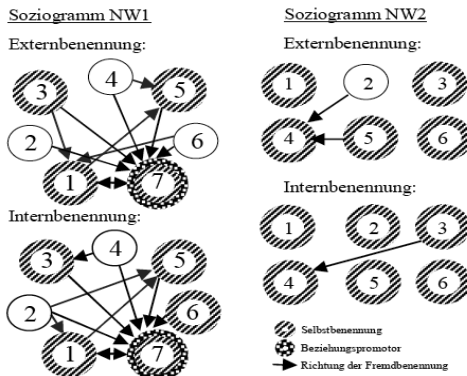 Soziogramm NW1
Externbenennung:
3
4
5
2
6
1
7
Internbenennung:
3
4
5
2
6
1
7
Soziogramm NW2
Externbenennung:
1
2
3
4
5
6
Internbenennung:
1
2
3
4
5
6
Selbstbenennung
Beziehungspromotor
Richtung der Fremdbenennung